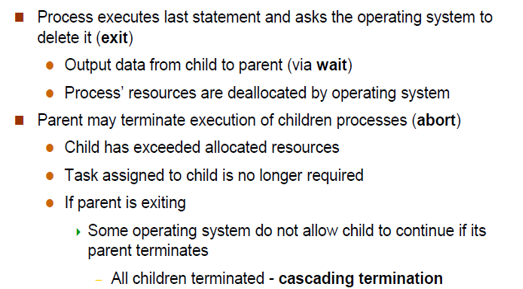 Process executes last statement and asks the operating system to
delete it (exit)
Output data from child to parent (via wait)
Process' resources are deallocated by operating system
Parent may terminate execution of children processes (abort)
Child has exceeded allocated resources
Task assigned to child is no longer required
If parent is exiting
Some operating system do not allow child to continue if its
parent terminates
– All children terminated - cascading termination